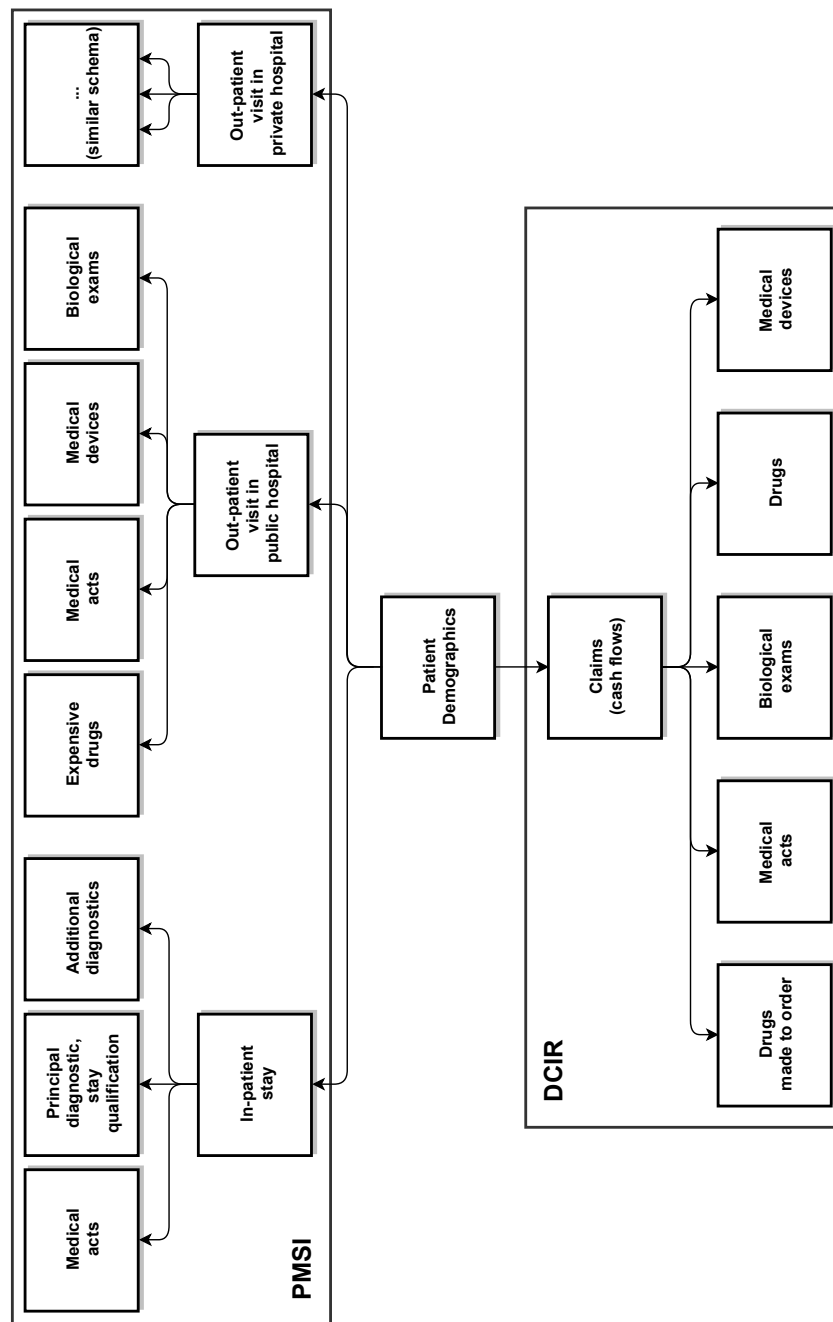 Medical
acts
Principal
diagnostic,
stay
qualification
Additional
diagnostics
Expensive
drugs
Medical
acts
Medical
devices
Biological
exams
...
(similar schema)
In-patient
stay
Out-patient
visit in
public hospital
Out-patient
visit in
private hospital
PMSI
Patient
Demographics
DCIR
Claims
(cash flows)
Drugs
made to order
Medical
acts
Biological
exams
Drugs
Medical
devices